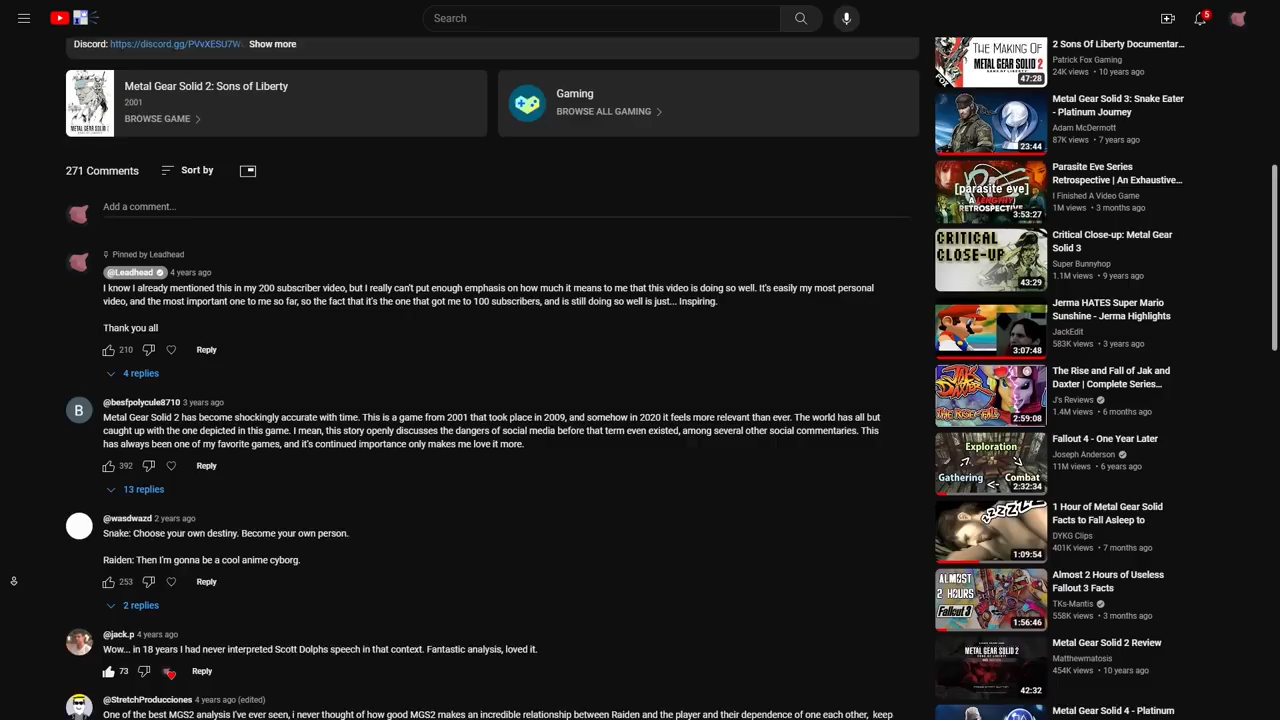 Search
5
Discord: https://discord.gg/PVvXESU7W Show more
Metal Gear Solid 2: Sons of Liberty
2001
BROWSE GAME
Gaming
BROWSE ALL GAMING
271 Comments
Sort by
Add a comment...
Pinned by Leadhead
@Leadhead 4 years ago
I know I already mentioned this in my 200 subscriber video, but I really can't put enough emphasis on how much it means to me that this video is doing so well. It's easily my most personal
video, and the most important one to me so far, so the fact that it's the one that got me to 100 subscribers, and is still doing so well is just... Inspiring.
Thank you all
210 Reply
4 replies
B
@besfpolycule8710 3 years ago
Metal Gear Solid 2 has become shockingly accurate with time. This is a game from 2001 that took place in 2009, and somehow in 2020 it feels more relevant than ever. The world has all but
caught up with the one depicted in this game. I mean, this story openly discusses the dangers of social media before that term even existed, among several other social commentaries. This
has always been one of my favorite games, and it's continued importance only makes me love it more.
392 Reply
13 replies
@wasdwazd 2 years ago
Snake: Choose your own destiny. Become your own person.
Raiden: Then I'm gonna be a cool anime cyborg.
253 Reply
2 replies
@jack.p 4 years ago
Wow... in 18 years I had never interpreted Scott Dolphs speech in that context. Fantastic analysis, loved it.
73 Reply
@StretchProducciones 4 years ago (edited)
One of the best MGS2 analysis I've ever seen, i never thought of how good MGS2 makes an incredible relationship between Raiden and the player and their dependence of one each other, keep
THE MAKING OF
METAL GEAR SOLID 2
SONS OF LIBERTY
FOX
47:28
2 Sons Of Liberty Documentar...
Patrick Fox Gaming
24K views • 10 years ago
23:44
Metal Gear Solid 3: Snake Eater
- Platinum Journey
Adam McDermott
87K views • 7 years ago
[parasite eve]
A LENGTHY
RETROSPECTIVE
3:53:27
Parasite Eve Series
Retrospective | An Exhaustive...
I Finished A Video Game
1M views • 3 months ago
CRITICAL
CLOSE-UP
43:29
Critical Close-up: Metal Gear
Solid 3
Super Bunnyhop
1.1M views • 9 years ago
3:07:48
Jerma HATES Super Mario
Sunshine - Jerma Highlights
JackEdit
583K views • 3 years ago
JAK
DAXTER
THE RISE & FALL
2:59:08
The Rise and Fall of Jak and
Daxter | Complete Series...
J's Reviews
1.4M views • 6 months ago
Exploration
Gathering
Combat
2:32:34
Fallout 4 - One Year Later
Joseph Anderson
11M views • 6 years ago
1:09:54
1 Hour of Metal Gear Solid
Facts to Fall Asleep to
DYKG Clips
401K views • 7 months ago
ALMOST
2 HOURS
Fallout 3
1:56:46
Almost 2 Hours of Useless
Fallout 3 Facts
TKs-Mantis
558K views • 3 months ago
METAL GEAR SOLID 2
42:32
Metal Gear Solid 2 Review
Matthewmatosis
454K views • 10 years ago
Metal Gear Solid 4 - Platinum